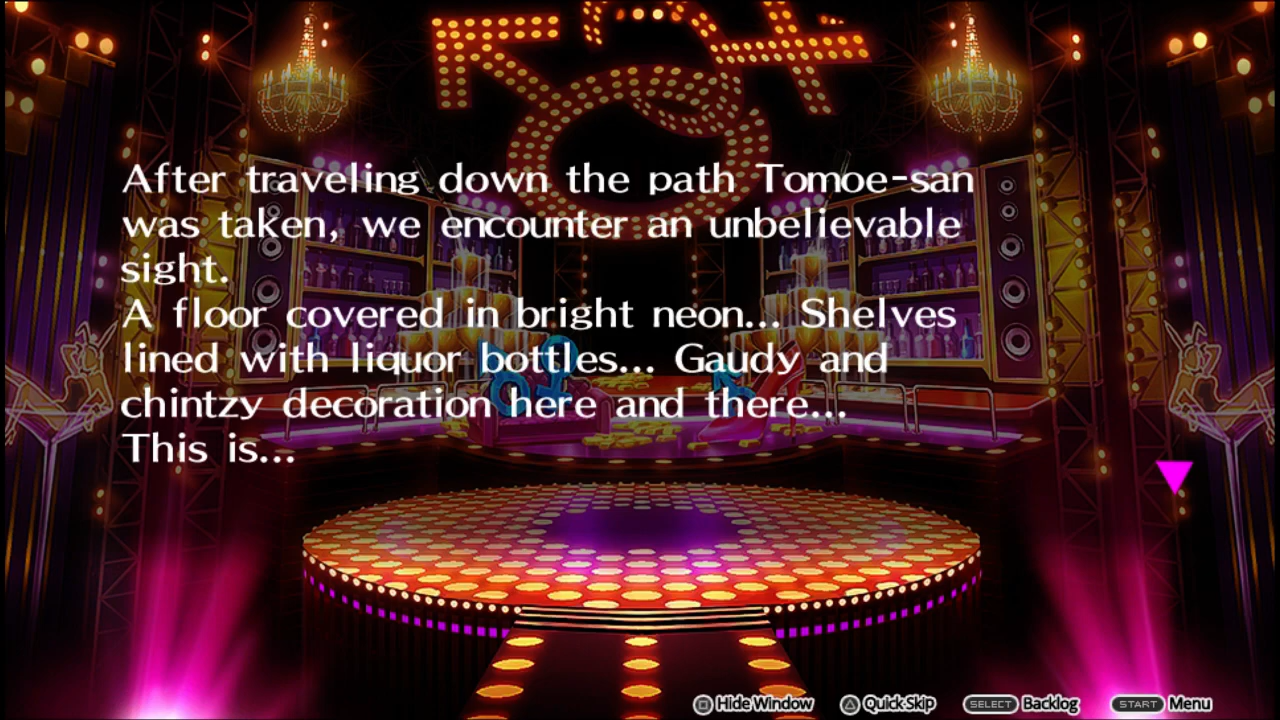 After traveling down the path Tomoe-san
was taken, we encounter an unbelievable
sight.
A floor covered in bright neon... Shelves
lined with liquor bottles... Gaudy and
chintzy decoration here and there...
This is...
Hide Window
Quick Skip
SELECT Backlog
START Menu